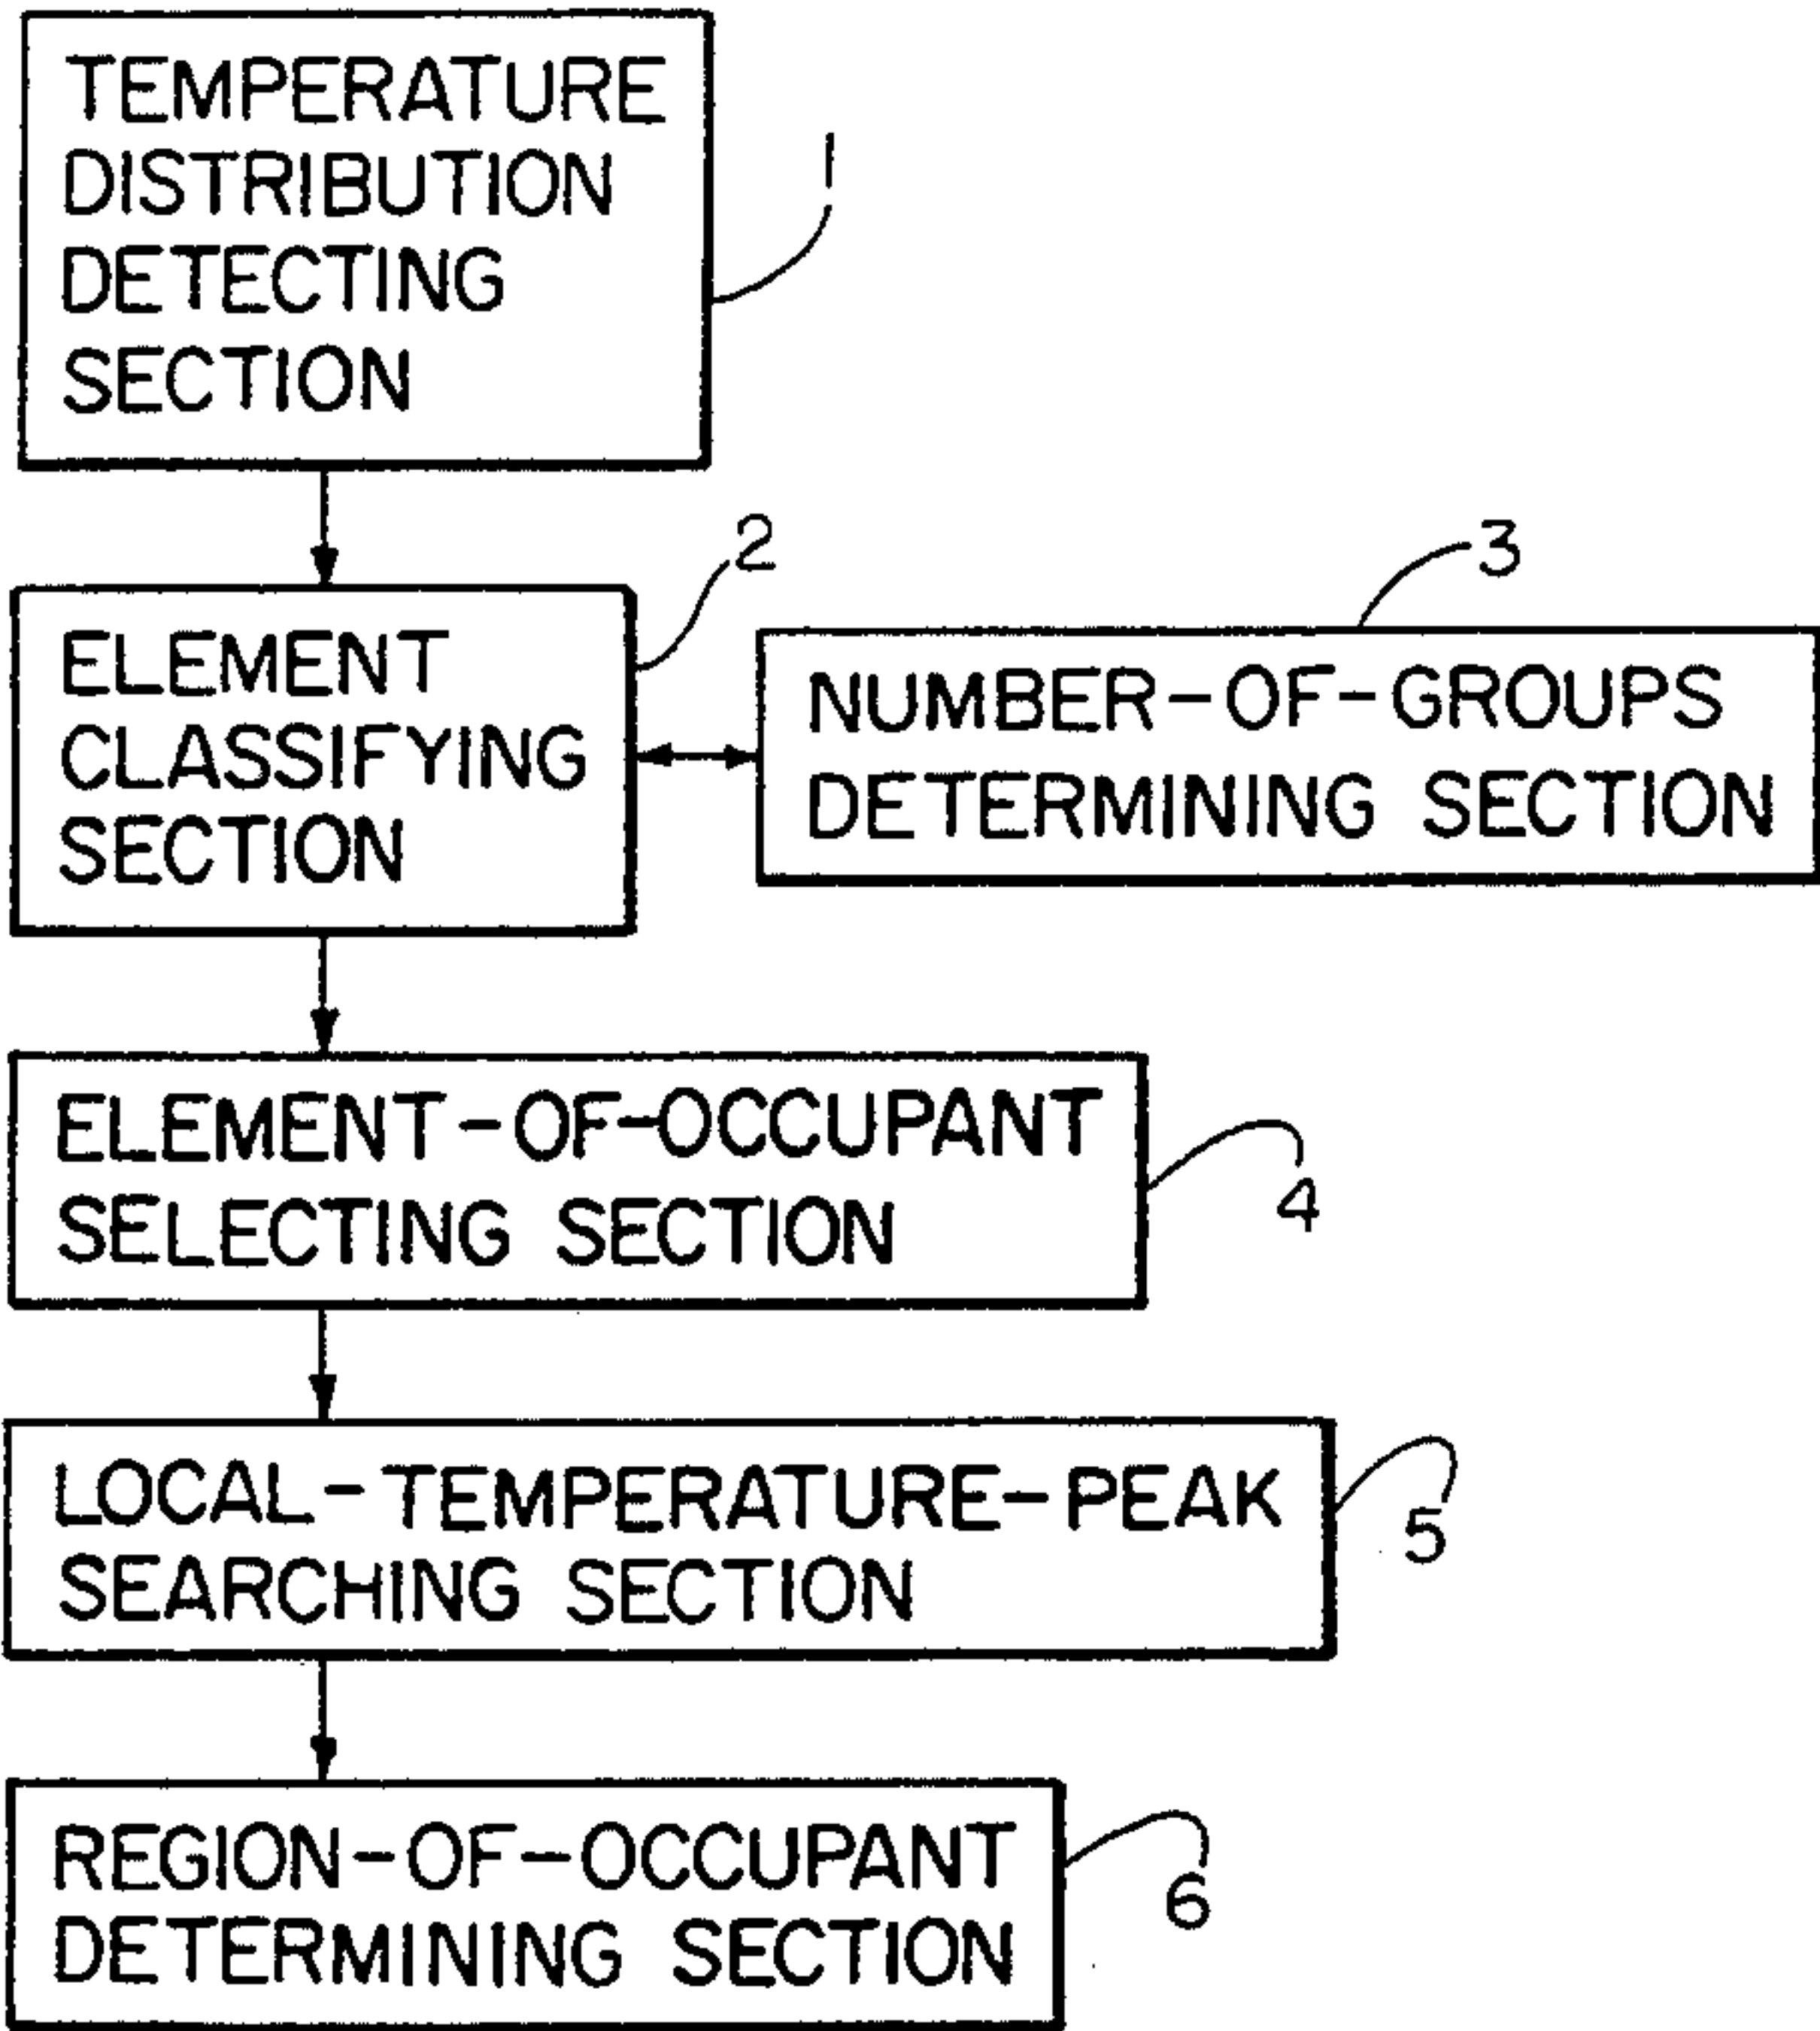 TEMPERATURE
DISTRIBUTION
DETECTING
SECTION
1
2
ELEMENT
CLASSIFYING
SECTION
3
NUMBER-OF-GROUPS
DETERMINING SECTION
ELEMENT-OF-OCCUPANT
SELECTING SECTION
4
LOCAL-TEMPERATURE-PEAK
SEARCHING SECTION
5
REGION-OF-OCCUPANT
DETERMINING SECTION
6